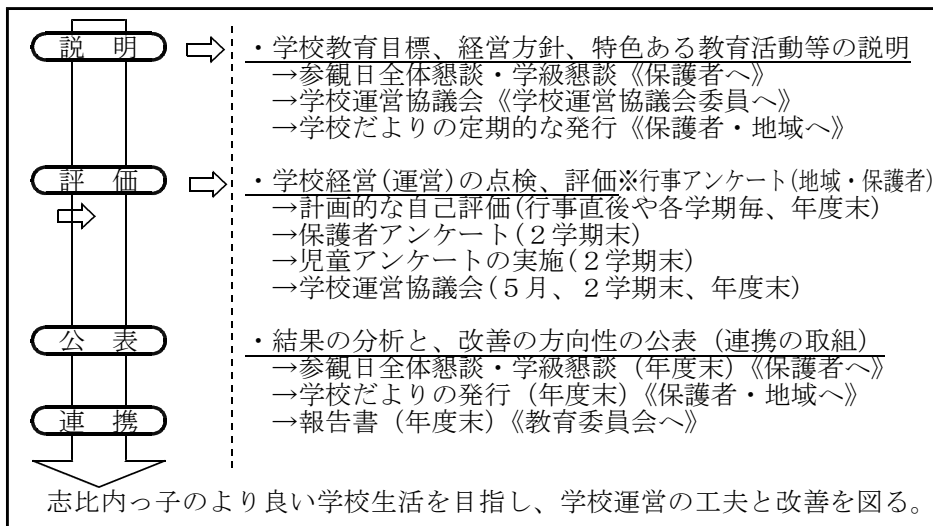 説　明
・学校教育目標、経営方針、特色ある教育活動等の説明
→参観日全体懇談・学級懇談《保護者へ》
→学校運営協議会《学校運営協議会委員へ》
→学校だよりの定期的な発行《保護者・地域へ》
評　価
・学校経営(運営)の点検、評価※行事アンケート(地域・保護者)
→計画的な自己評価(行事直後や各学期毎、年度末)
→保護者アンケート(２学期末)
→児童アンケートの実施(２学期末)
→学校運営協議会(５月、２学期末、年度末)
公　表
・結果の分析と、改善の方向性の公表（連携の取組）
→参観日全体懇談・学級懇談（年度末）《保護者へ》
→学校だよりの発行（年度末）《保護者・地域へ》
連　携
→報告書（年度末）《教育委員会へ》
志比内っ子のより良い学校生活を目指し、学校運営の工夫と改善を図る。